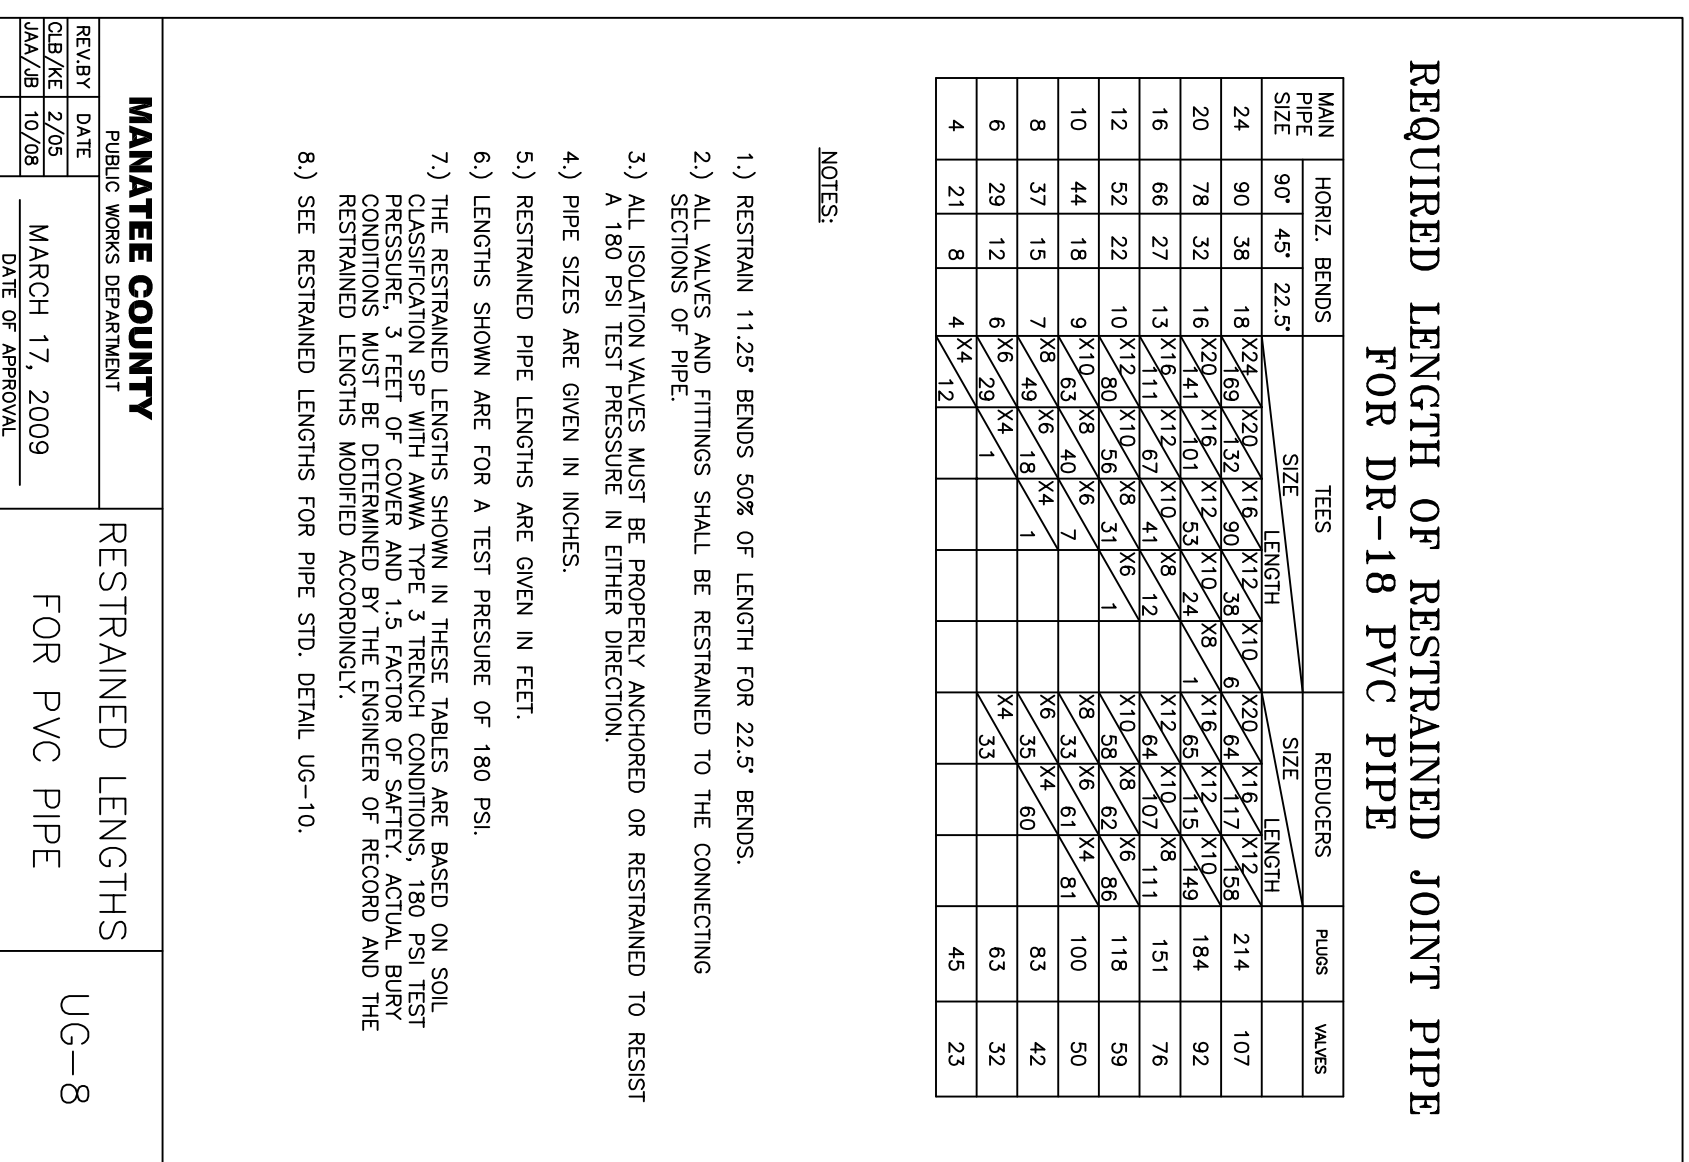 REQUIRED LENGTH OF RESTRAINED JOINT PIPE
FOR DR-18 PVC PIPE
MAIN PIPE SIZE HORIZ. BENDS TEES REDUCERS PLUGS VALVES
90° 45° 22.5° SIZE LENGTH SIZE LENGTH
24 90 38 18 X24 169 X20 132 X16 90 X12 38 X10 6 X20 64 X16 117 X12 158 214 107
20 78 32 16 X20 141 X16 101 X12 53 X10 24 X8 1 X16 65 X12 115 X10 149 184 92
16 66 27 13 X16 111 X12 67 X10 41 X8 12 X12 64 X10 107 X8 111 151 76
12 52 22 10 X12 80 X10 56 X8 31 X6 1 X10 58 X8 62 X6 86 118 59
10 44 18 9 X10 63 X8 40 X6 7 X8 33 X6 61 X4 81 100 50
8 37 15 7 X8 49 X6 18 X4 1 X6 35 X4 60 83 42
6 29 12 6 X6 29 X4 1 X4 33 63 32
4 21 8 4 X4 12 45 23
NOTES:
1.) RESTRAIN 11.25° BENDS 50% OF LENGTH FOR 22.5° BENDS.
2.) ALL VALVES AND FITTINGS SHALL BE RESTRAINED TO THE CONNECTING
SECTIONS OF PIPE.
3.) ALL ISOLATION VALVES MUST BE PROPERLY ANCHORED OR RESTRAINED TO RESIST
A 180 PSI TEST PRESSURE IN EITHER DIRECTION.
4.) PIPE SIZES ARE GIVEN IN INCHES.
5.) RESTRAINED PIPE LENGTHS ARE GIVEN IN FEET.
6.) LENGTHS SHOWN ARE FOR A TEST PRESURE OF 180 PSI.
7.) THE RESTRAINED LENGTHS SHOWN IN THESE TABLES ARE BASED ON SOIL
CLASSIFICATION SP WITH AWWA TYPE 3 TRENCH CONDITIONS, 180 PSI TEST
PRESSURE, 3 FEET OF COVER AND 1.5 FACTOR OF SAFTEY. ACTUAL BURY
CONDITIONS MUST BE DETERMINED BY THE ENGINEER OF RECORD AND THE
RESTRAINED LENGTHS MODIFIED ACCORDINGLY.
8.) SEE RESTRAINED LENGTHS FOR PIPE STD. DETAIL UG-10.
MANATEE COUNTY
PUBLIC WORKS DEPARTMENT
REV.BY DATE
CLB/KE 2/05
JAA/JB 10/08
MARCH 17, 2009
DATE OF APPROVAL
RESTRAINED LENGTHS
FOR PVC PIPE
UG-8